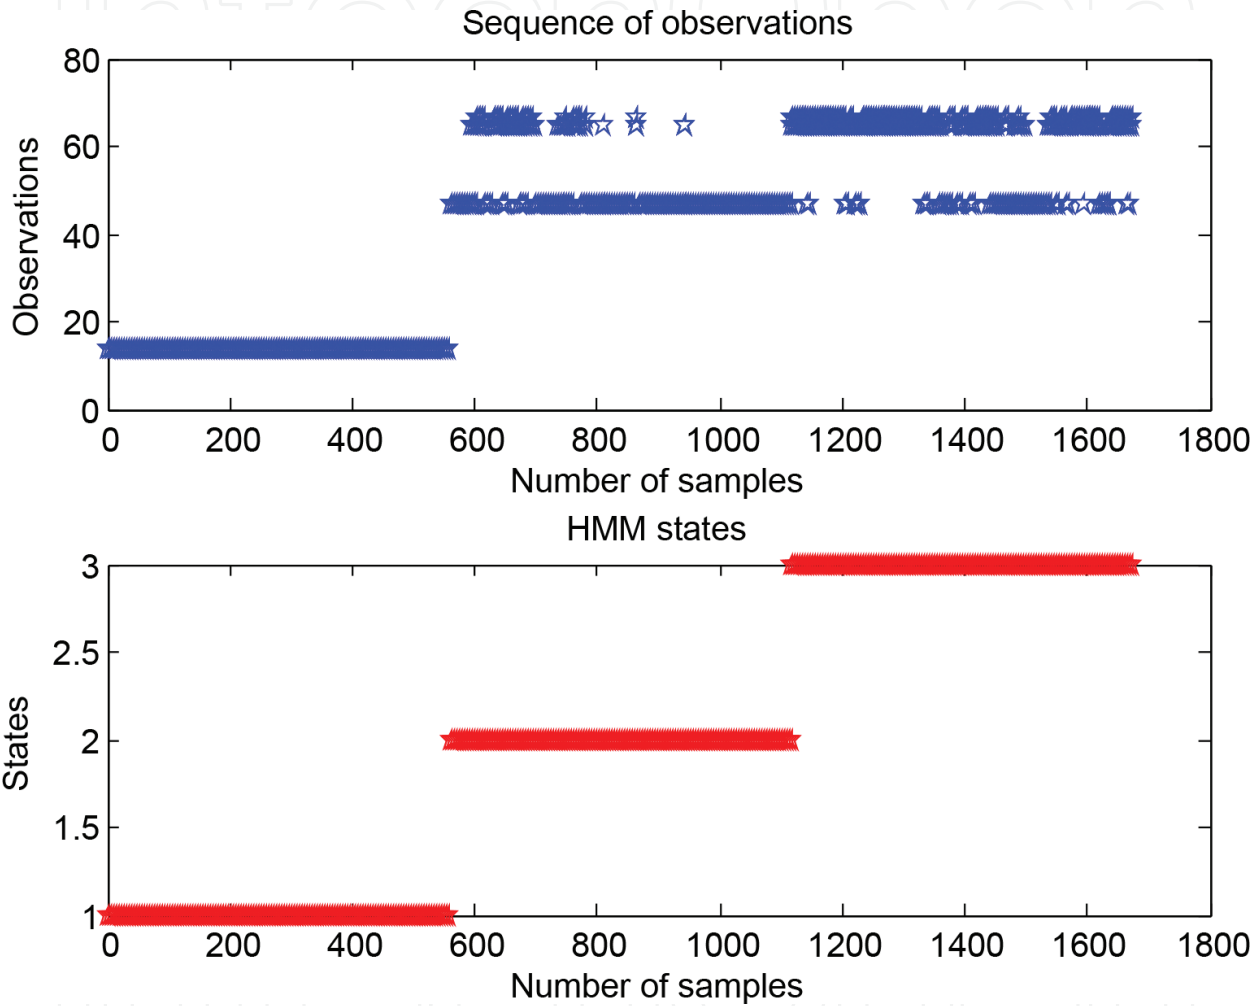 Sequence of observations
80
60
40
20
0
Observations
0 200 400 600 800 1000 1200 1400 1600 1800
Number of samples
HMM states
3
2.5
2
1.5
1
States
0 200 400 600 800 1000 1200 1400 1600 1800
Number of samples